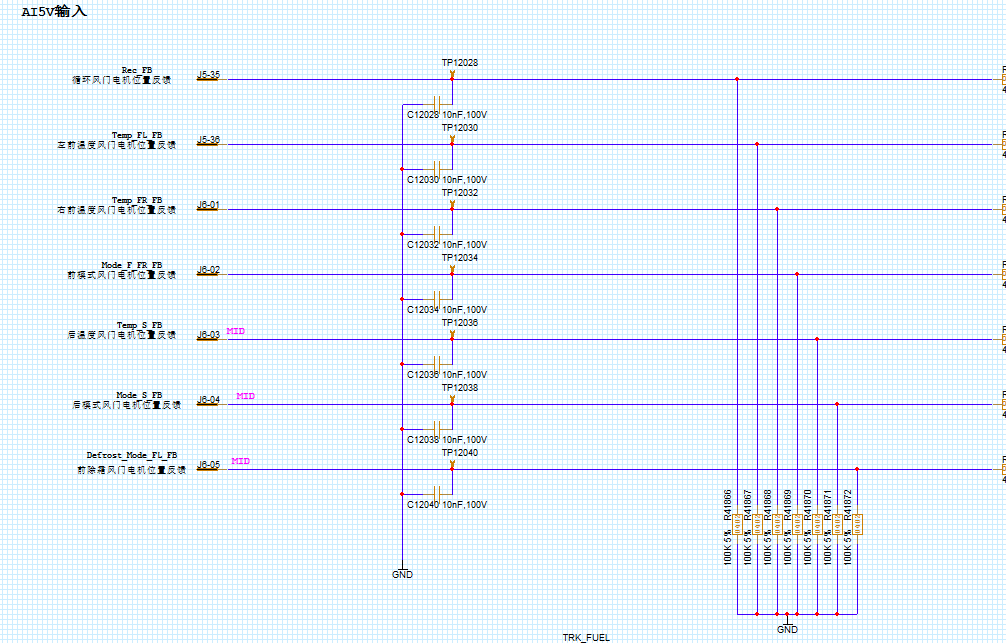 AI5V输入
TP12028
Rec_FB
循环风门电机位置反馈
J5-35
C12028 10nF,100V
TP12030
Temp_FL_FB
左前温度风门电机位置反馈
J5-36
C12030 10nF,100V
TP12032
Temp_FR_FB
右前温度风门电机位置反馈
J6-01
C12032 10nF,100V
TP12034
Mode_F_FR_FB
前模式风门电机位置反馈
J6-02
C12034 10nF,100V
TP12036
Temp_S_FB
后温度风门电机位置反馈
J6-03
MID
C12036 10nF,100V
TP12038
Mode_S_FB
后模式风门电机位置反馈
J6-04
MID
C12038 10nF,100V
TP12040
Defrost_Mode_FL_FB
前除霜风门电机位置反馈
J6-05
MID
C12040 10nF,100V
GND
100K 5% R41866
100K 5% R41867
100K 5% R41868
100K 5% R41869
100K 5% R41870
100K 5% R41871
100K 5% R41872
GND
TRK_FUEL